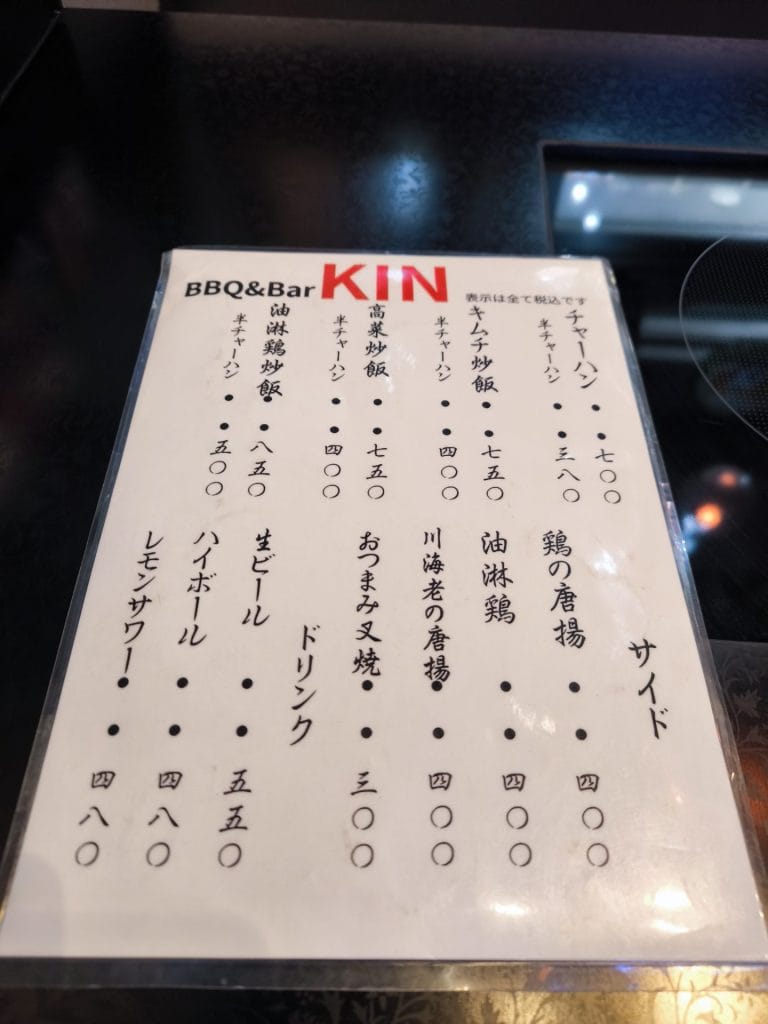 BBQ&Bar KIN 表示は全て税込です
チャーハン・・七〇〇
半チャーハン・・三八〇
キムチ炒飯・・七五〇
半チャーハン・・四〇〇
高菜炒飯・・七五〇
半チャーハン・・四〇〇
油淋鶏炒飯・・八五〇
半チャーハン・・五〇〇
サイド
鶏の唐揚・・四〇〇
油淋鶏・・四〇〇
川海老の唐揚・・四〇〇
おつまみ叉焼・・三〇〇
ドリンク
生ビール・・五五〇
ハイボール・・四八〇
レモンサワー・・四八〇